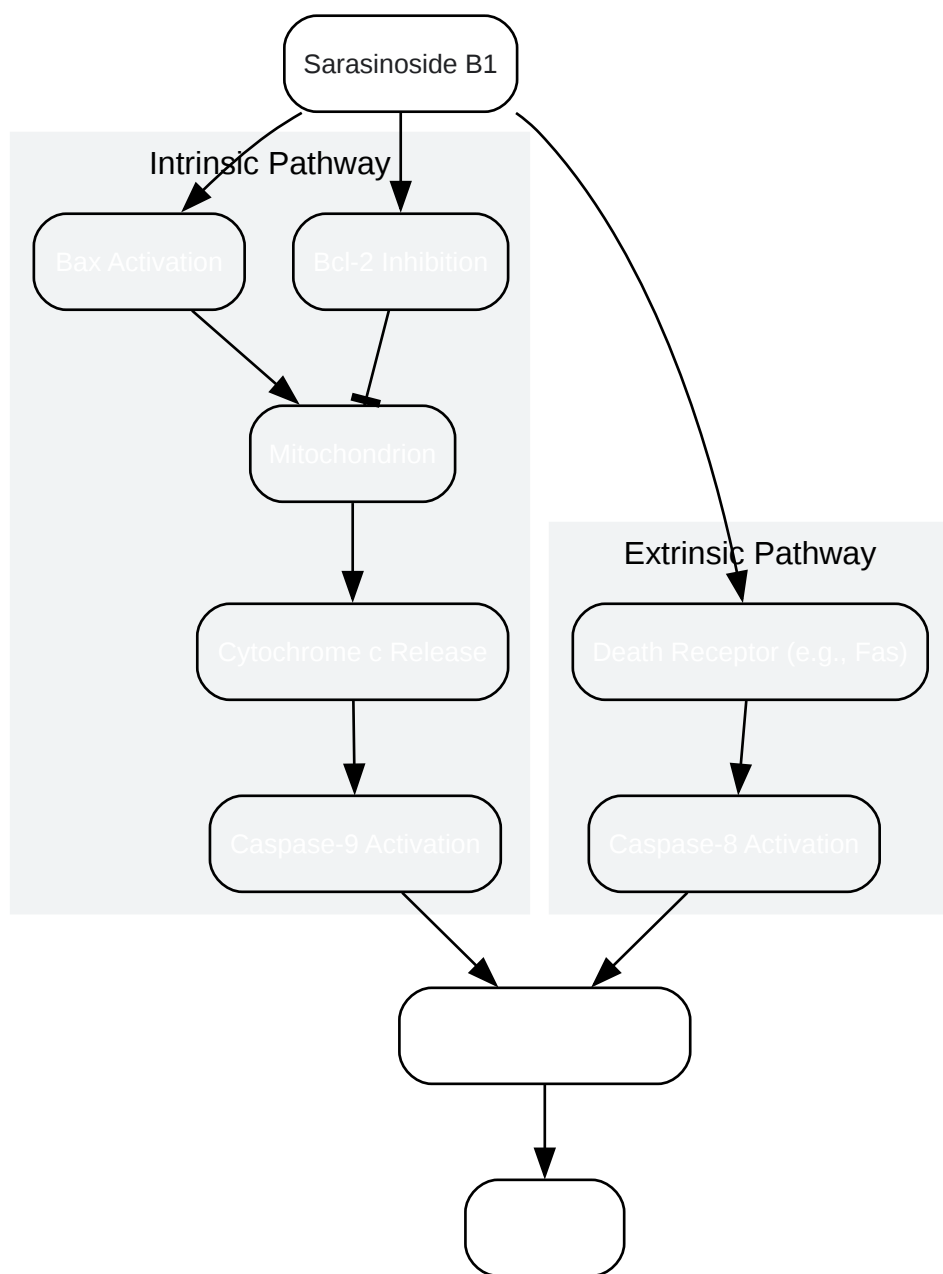 Sarasinoside B1
Intrinsic Pathway
Bax Activation
Bcl-2 Inhibition
Mitochondrion
Extrinsic Pathway
Cytochrome c Release
Death Receptor (e.g., Fas)
Caspase-9 Activation
Caspase-8 Activation